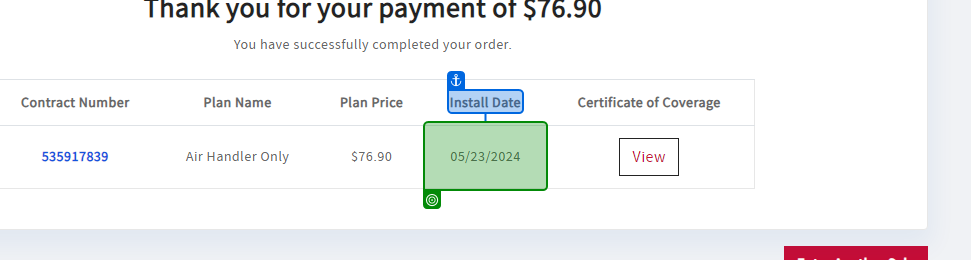 Thank you for your payment of $76.90
You have successfully completed your order.
Contract Number Plan Name Plan Price Install Date Certificate of Coverage
535917839 Air Handler Only $76.90 05/23/2024 View